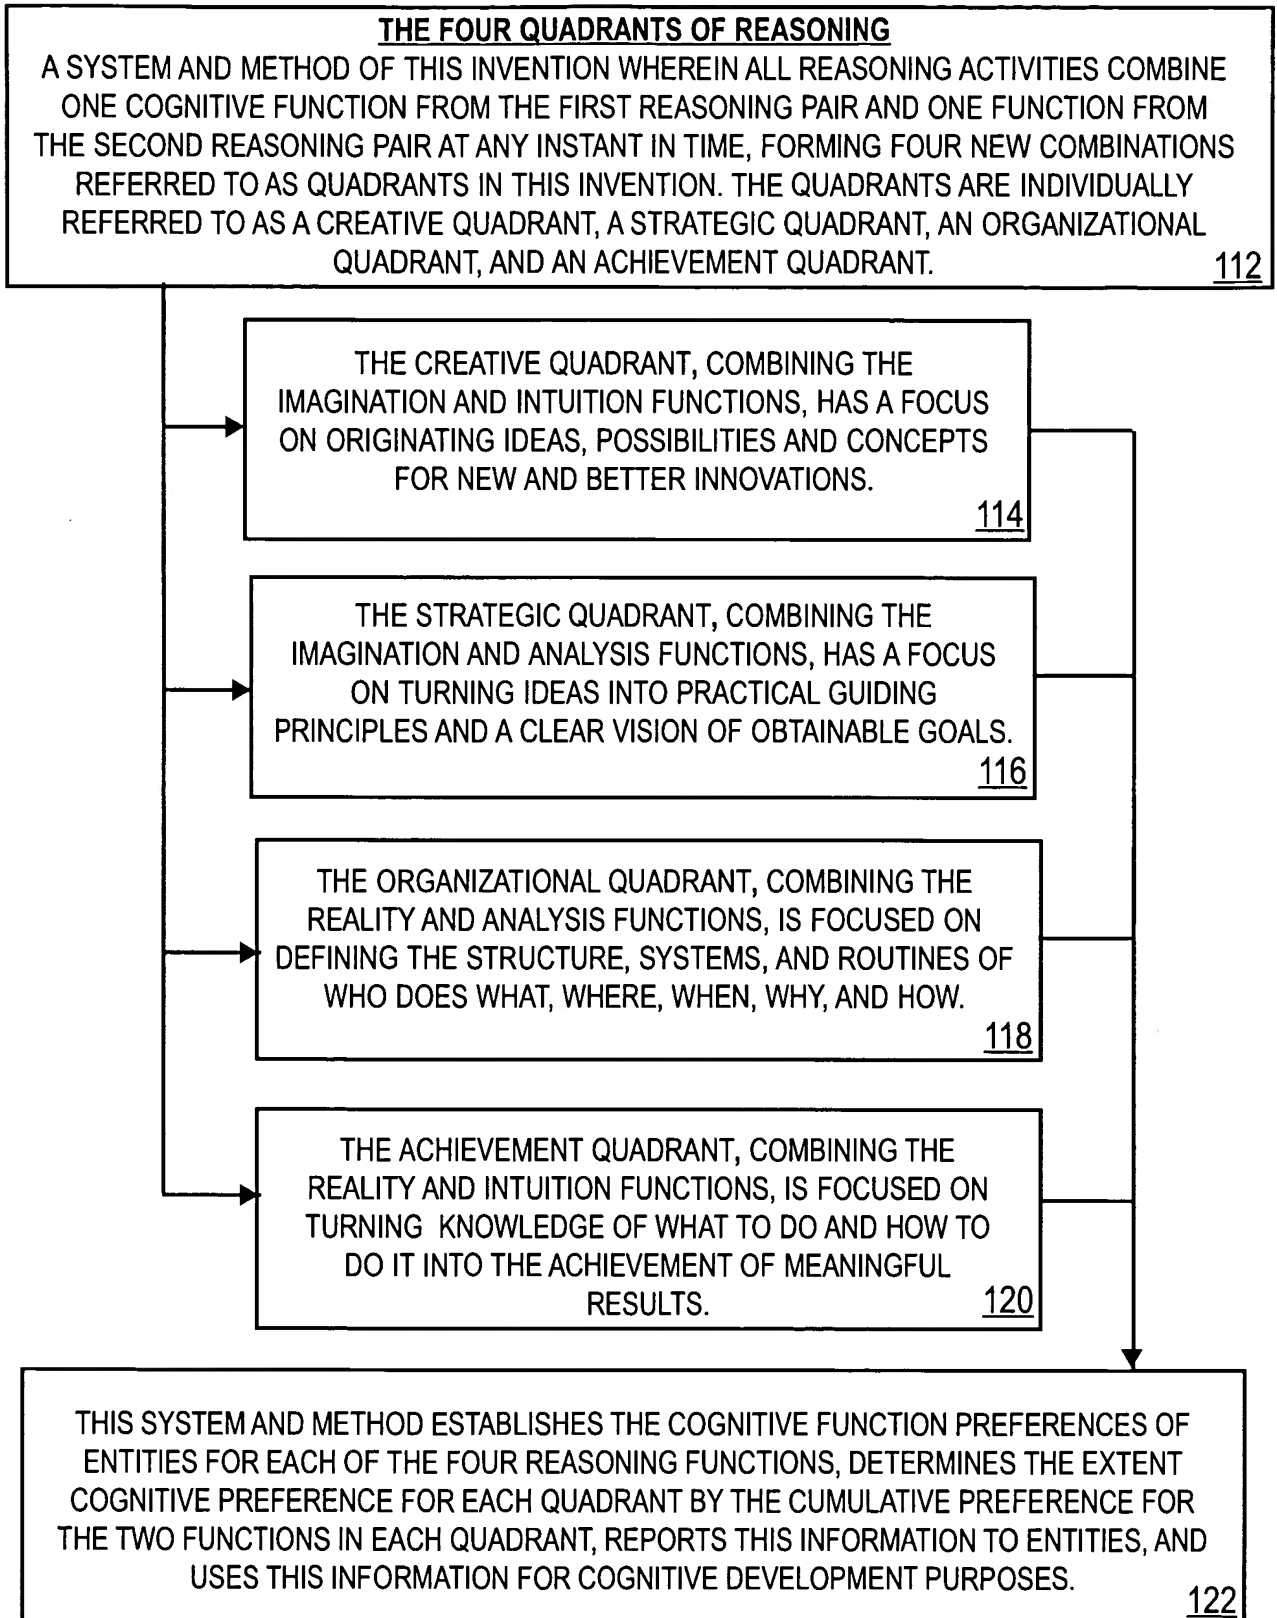 THE FOUR QUADRANTS OF REASONING
A SYSTEM AND METHOD OF THIS INVENTION WHEREIN ALL REASONING ACTIVITIES COMBINE
ONE COGNITIVE FUNCTION FROM THE FIRST REASONING PAIR AND ONE FUNCTION FROM
THE SECOND REASONING PAIR AT ANY INSTANT IN TIME, FORMING FOUR NEW COMBINATIONS
REFERRED TO AS QUADRANTS IN THIS INVENTION. THE QUADRANTS ARE INDIVIDUALLY
REFERRED TO AS A CREATIVE QUADRANT, A STRATEGIC QUADRANT, AN ORGANIZATIONAL
QUADRANT, AND AN ACHIEVEMENT QUADRANT.
112
THE CREATIVE QUADRANT, COMBINING THE
IMAGINATION AND INTUITION FUNCTIONS, HAS A FOCUS
ON ORIGINATING IDEAS, POSSIBILITIES AND CONCEPTS
FOR NEW AND BETTER INNOVATIONS.
114
THE STRATEGIC QUADRANT, COMBINING THE
IMAGINATION AND ANALYSIS FUNCTIONS, HAS A FOCUS
ON TURNING IDEAS INTO PRACTICAL GUIDING
PRINCIPLES AND A CLEAR VISION OF OBTAINABLE GOALS.
116
THE ORGANIZATIONAL QUADRANT, COMBINING THE
REALITY AND ANALYSIS FUNCTIONS, IS FOCUSED ON
DEFINING THE STRUCTURE, SYSTEMS, AND ROUTINES OF
WHO DOES WHAT, WHERE, WHEN, WHY, AND HOW.
118
THE ACHIEVEMENT QUADRANT, COMBINING THE
REALITY AND INTUITION FUNCTIONS, IS FOCUSED ON
TURNING KNOWLEDGE OF WHAT TO DO AND HOW TO
DO IT INTO THE ACHIEVEMENT OF MEANINGFUL
RESULTS.
120
THIS SYSTEM AND METHOD ESTABLISHES THE COGNITIVE FUNCTION PREFERENCES OF
ENTITIES FOR EACH OF THE FOUR REASONING FUNCTIONS, DETERMINES THE EXTENT
COGNITIVE PREFERENCE FOR EACH QUADRANT BY THE CUMULATIVE PREFERENCE FOR
THE TWO FUNCTIONS IN EACH QUADRANT, REPORTS THIS INFORMATION TO ENTITIES, AND
USES THIS INFORMATION FOR COGNITIVE DEVELOPMENT PURPOSES.
122